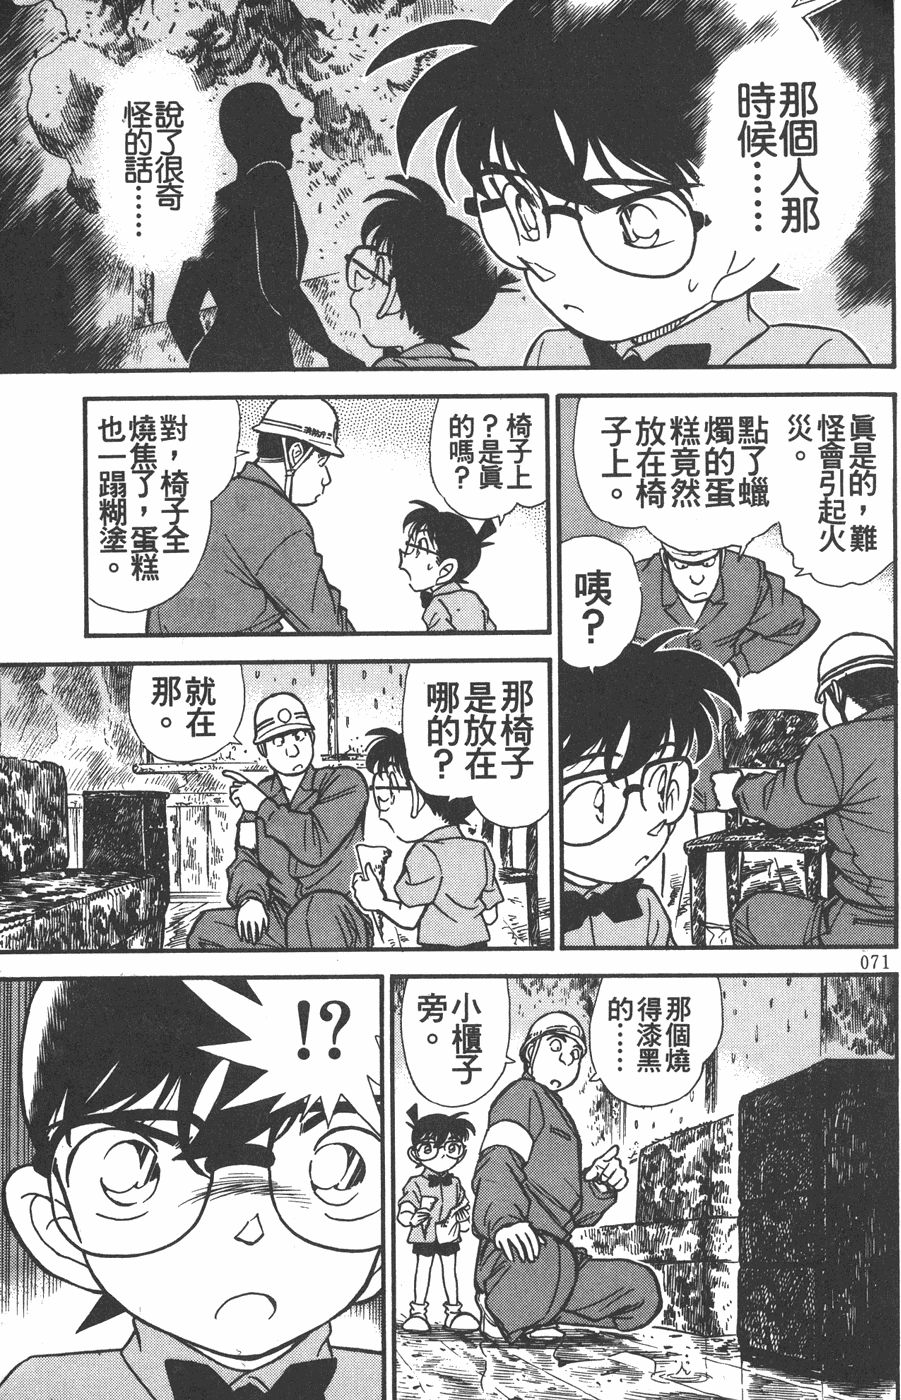 那個人那
時候……
說了很奇
怪的話……
眞是的，難
怪會引起火
災。
點了蠟
燭的蛋
糕竟然
放在椅
子上。
咦？
椅子上
？是眞
的嗎？
對，椅子全
燒焦了，蛋糕
也一蹋糊塗。
那椅子
是放在
哪的？
就在
那。
071
那個燒
得漆黑
的……
小櫃子
旁。
!?